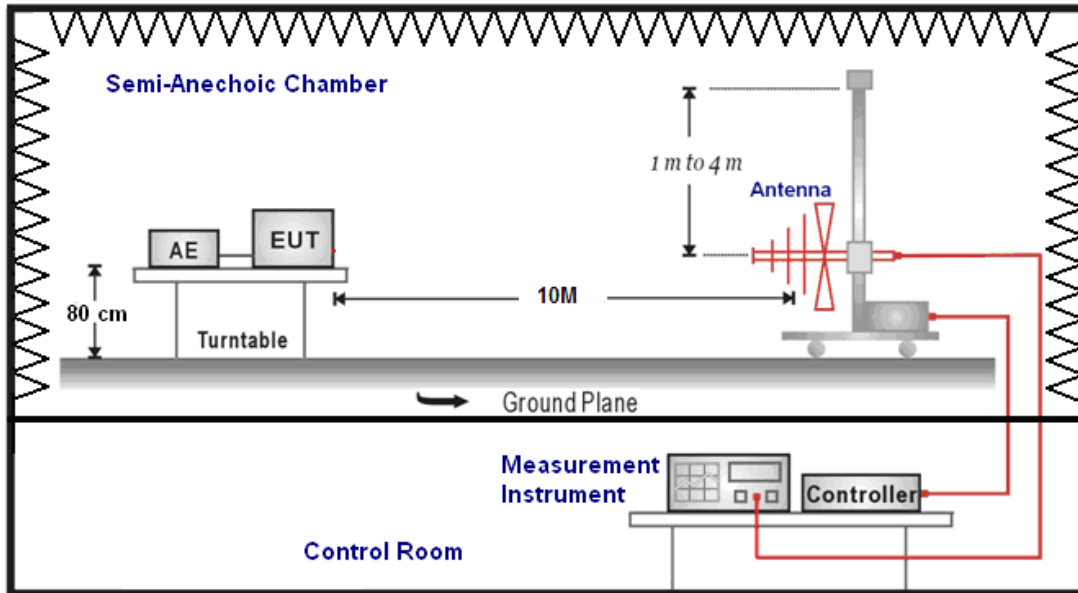 Semi-Anechoic Chamber
1 m to 4 m
Antenna
AE
EUT
80 cm
10M
Turntable
Ground Plane
Measurement
Instrument
Controller
Control Room